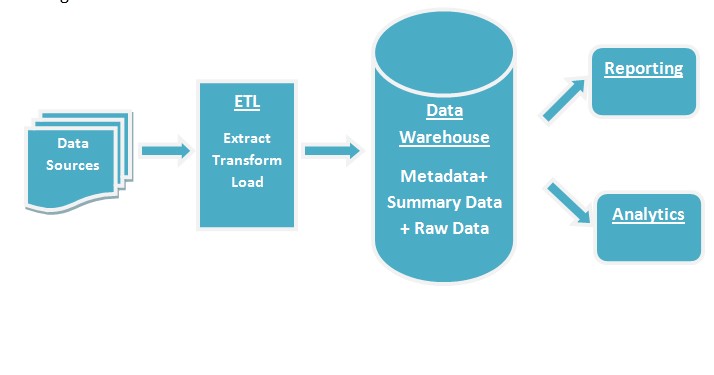 Data
Sources
ETL
Extract
Transform
Load
Data
Warehouse
Metadata+
Summary Data
+ Raw Data
Reporting
Analytics